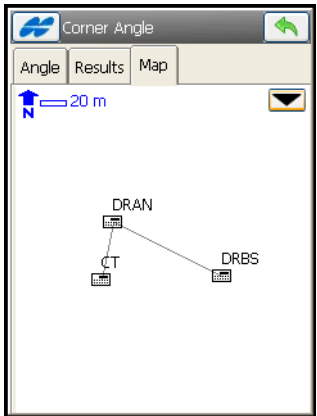 Corner Angle
Angle Results Map
20 m
N
DRAN
CT
DRBS